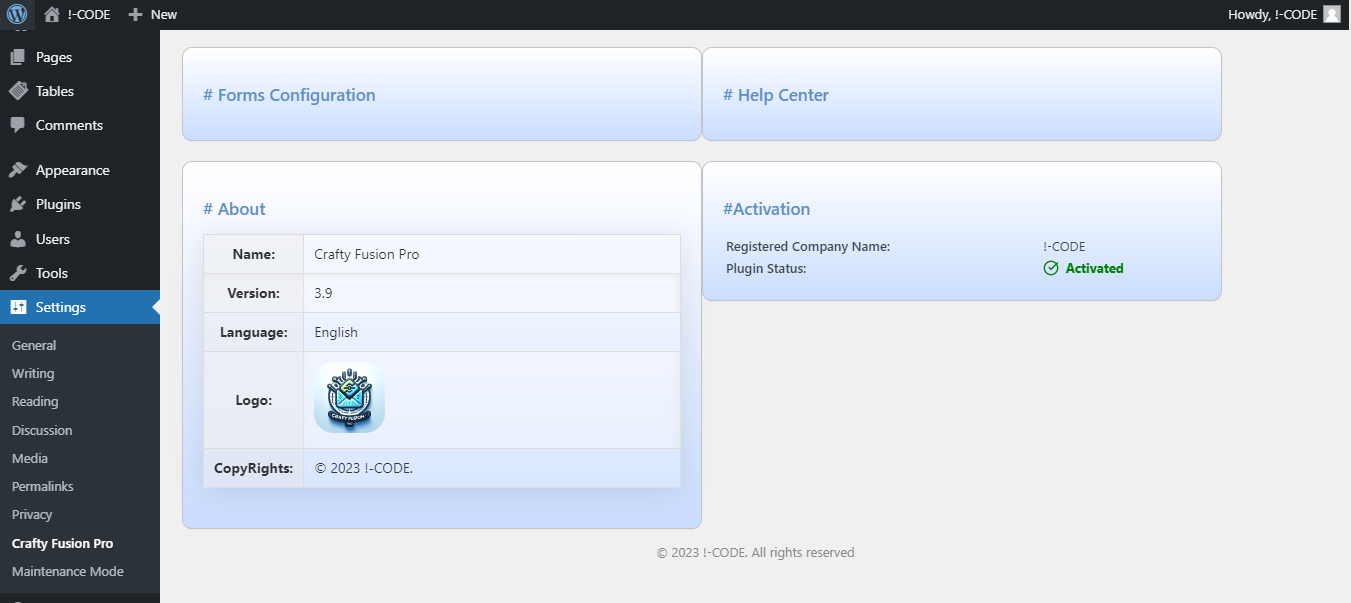 !-CODE
New
Howdy, !-CODE
Pages
Tables
Comments
Appearance
Plugins
Users
Tools
Settings
General
Writing
Reading
Discussion
Media
Permalinks
Privacy
Crafty Fusion Pro
Maintenance Mode
# Forms Configuration
# Help Center
# About
Name: Crafty Fusion Pro
Version: 3.9
Language: English
Logo:
CRAFTY FUSION
PRO
CopyRights: © 2023 !-CODE.
#Activation
Registered Company Name: !-CODE
Plugin Status: Activated
© 2023 !-CODE. All rights reserved